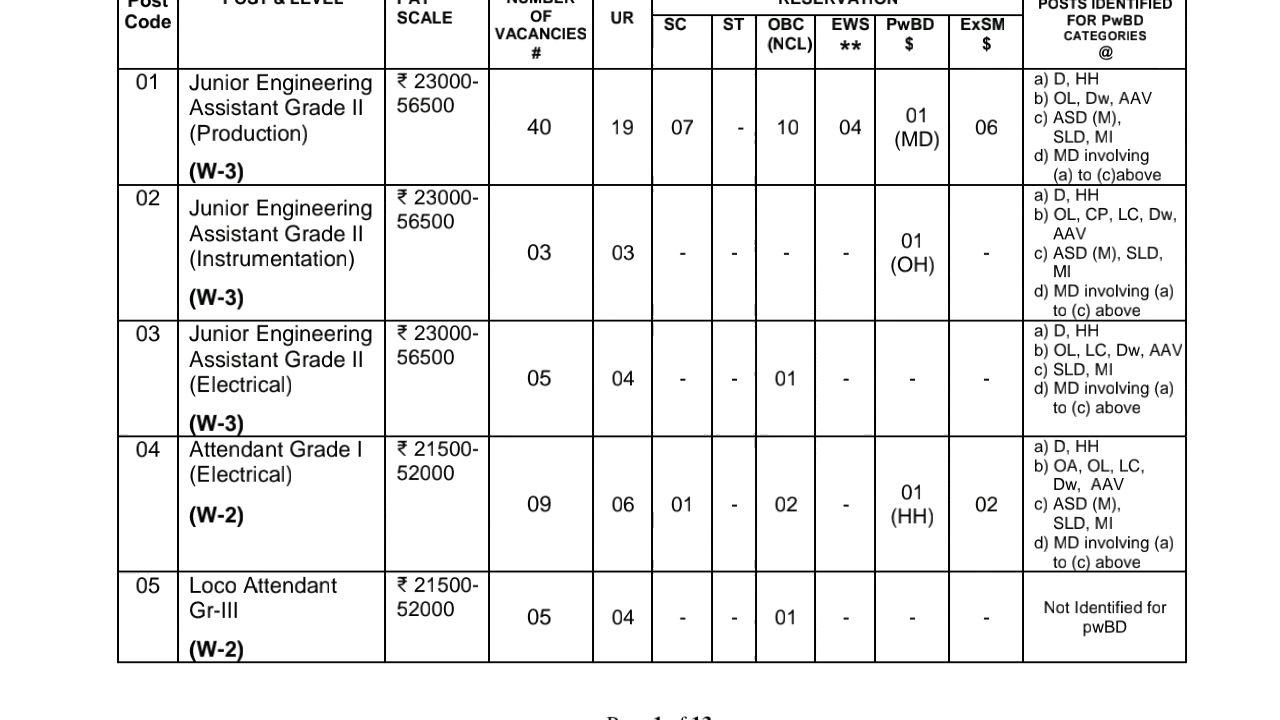 Post POST & LEVEL PAY NUMBER RESERVATION POSTS IDENTIFIED
Code SCALE OF UR SC ST OBC EWS PwBD ExSM FOR PwBD
VACANCIES (NCL) ** $ $ CATEGORIES
# @
01 Junior Engineering ₹ 23000- a) D, HH
Assistant Grade II 56500 b) OL, Dw, AAV
(Production) 40 19 07 - 10 04 01 06 c) ASD (M),
(MD) SLD, MI
d) MD involving
(W-3) (a) to (c)above
02 Junior Engineering ₹ 23000- a) D, HH
Assistant Grade II 56500 b) OL, CP, LC, Dw,
(Instrumentation) AAV
03 03 - - - - 01 - c) ASD (M), SLD,
(OH) MI
(W-3) d) MD involving (a)
to (c) above
03 Junior Engineering ₹ 23000- a) D, HH
Assistant Grade II 56500 b) OL, LC, Dw, AAV
(Electrical) 05 04 - - 01 - - - c) SLD, MI
d) MD involving (a)
(W-3) to (c) above
04 Attendant Grade I ₹ 21500- a) D, HH
(Electrical) 52000 b) OA, OL, LC,
Dw, AAV
(W-2) 09 06 01 - 02 - 01 02 c) ASD (M),
(HH) SLD, MI
d) MD involving (a)
to (c) above
05 Loco Attendant ₹ 21500-
Gr-III 52000 05 04 - - 01 - - - Not Identified for
(W-2) pwBD
Page 1 of 13